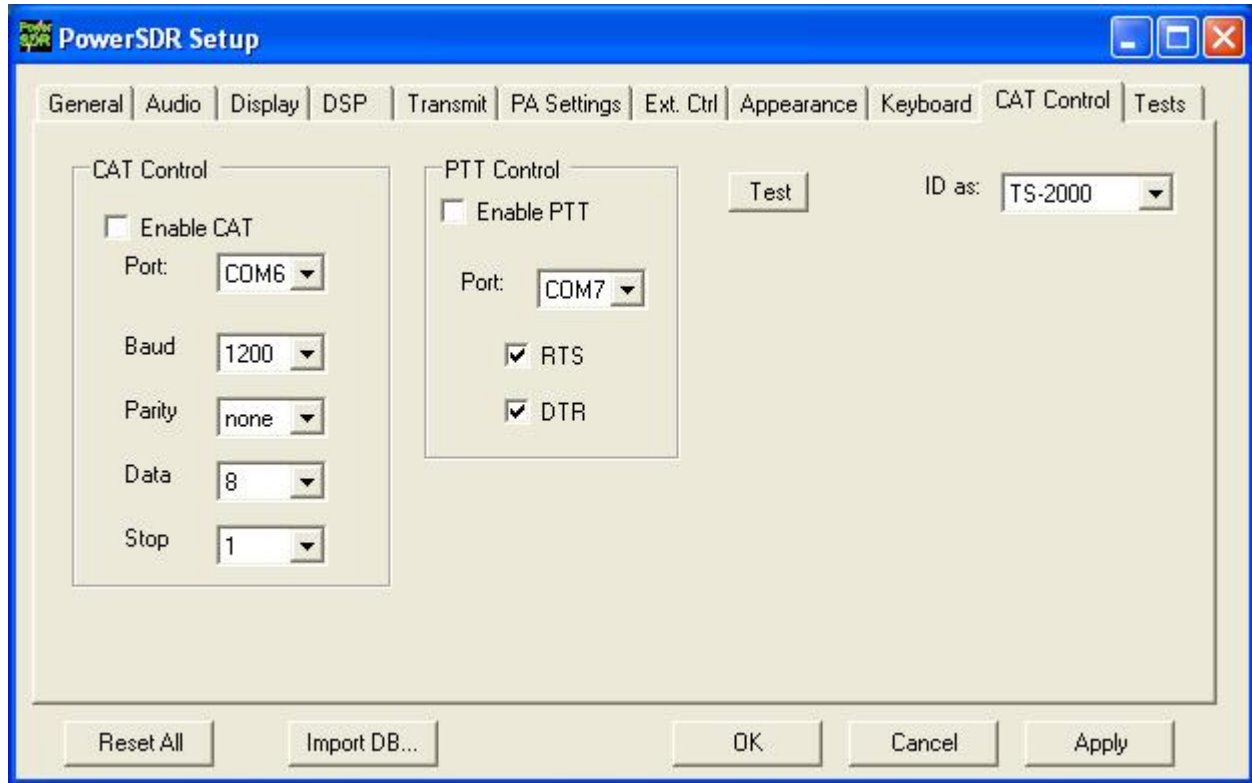 Power SDR PowerSDR Setup
General Audio Display DSP Transmit PA Settings Ext. Ctrl Appearance Keyboard CAT Control Tests
CAT Control
Enable CAT
Port: COM6
Baud 1200
Parity none
Data 8
Stop 1
PTT Control
Enable PTT
Port: COM7
RTS
DTR
Test
ID as: TS-2000
Reset All Import DB... OK Cancel Apply